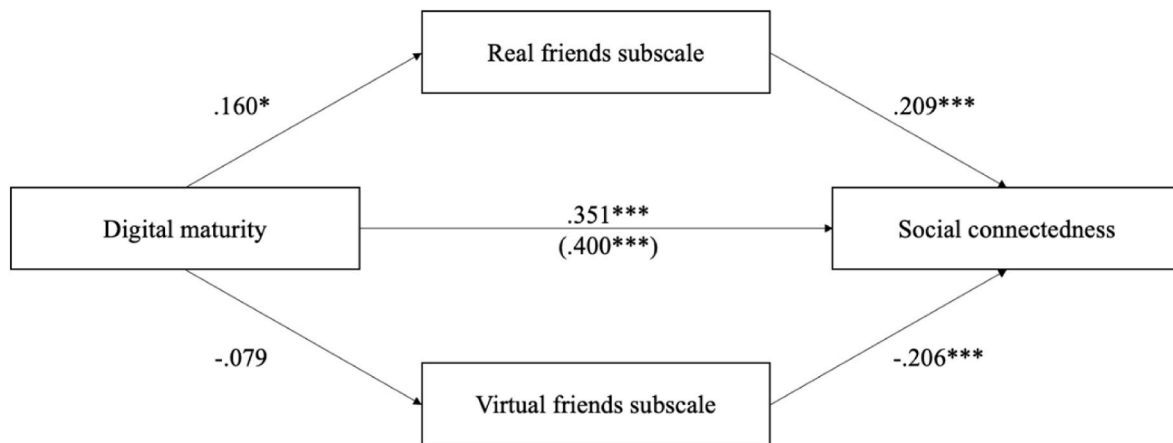 Real friends subscale
.160*
.209***
Digital maturity
.351***
(.400***)
Social connectedness
-.079
-.206***
Virtual friends subscale